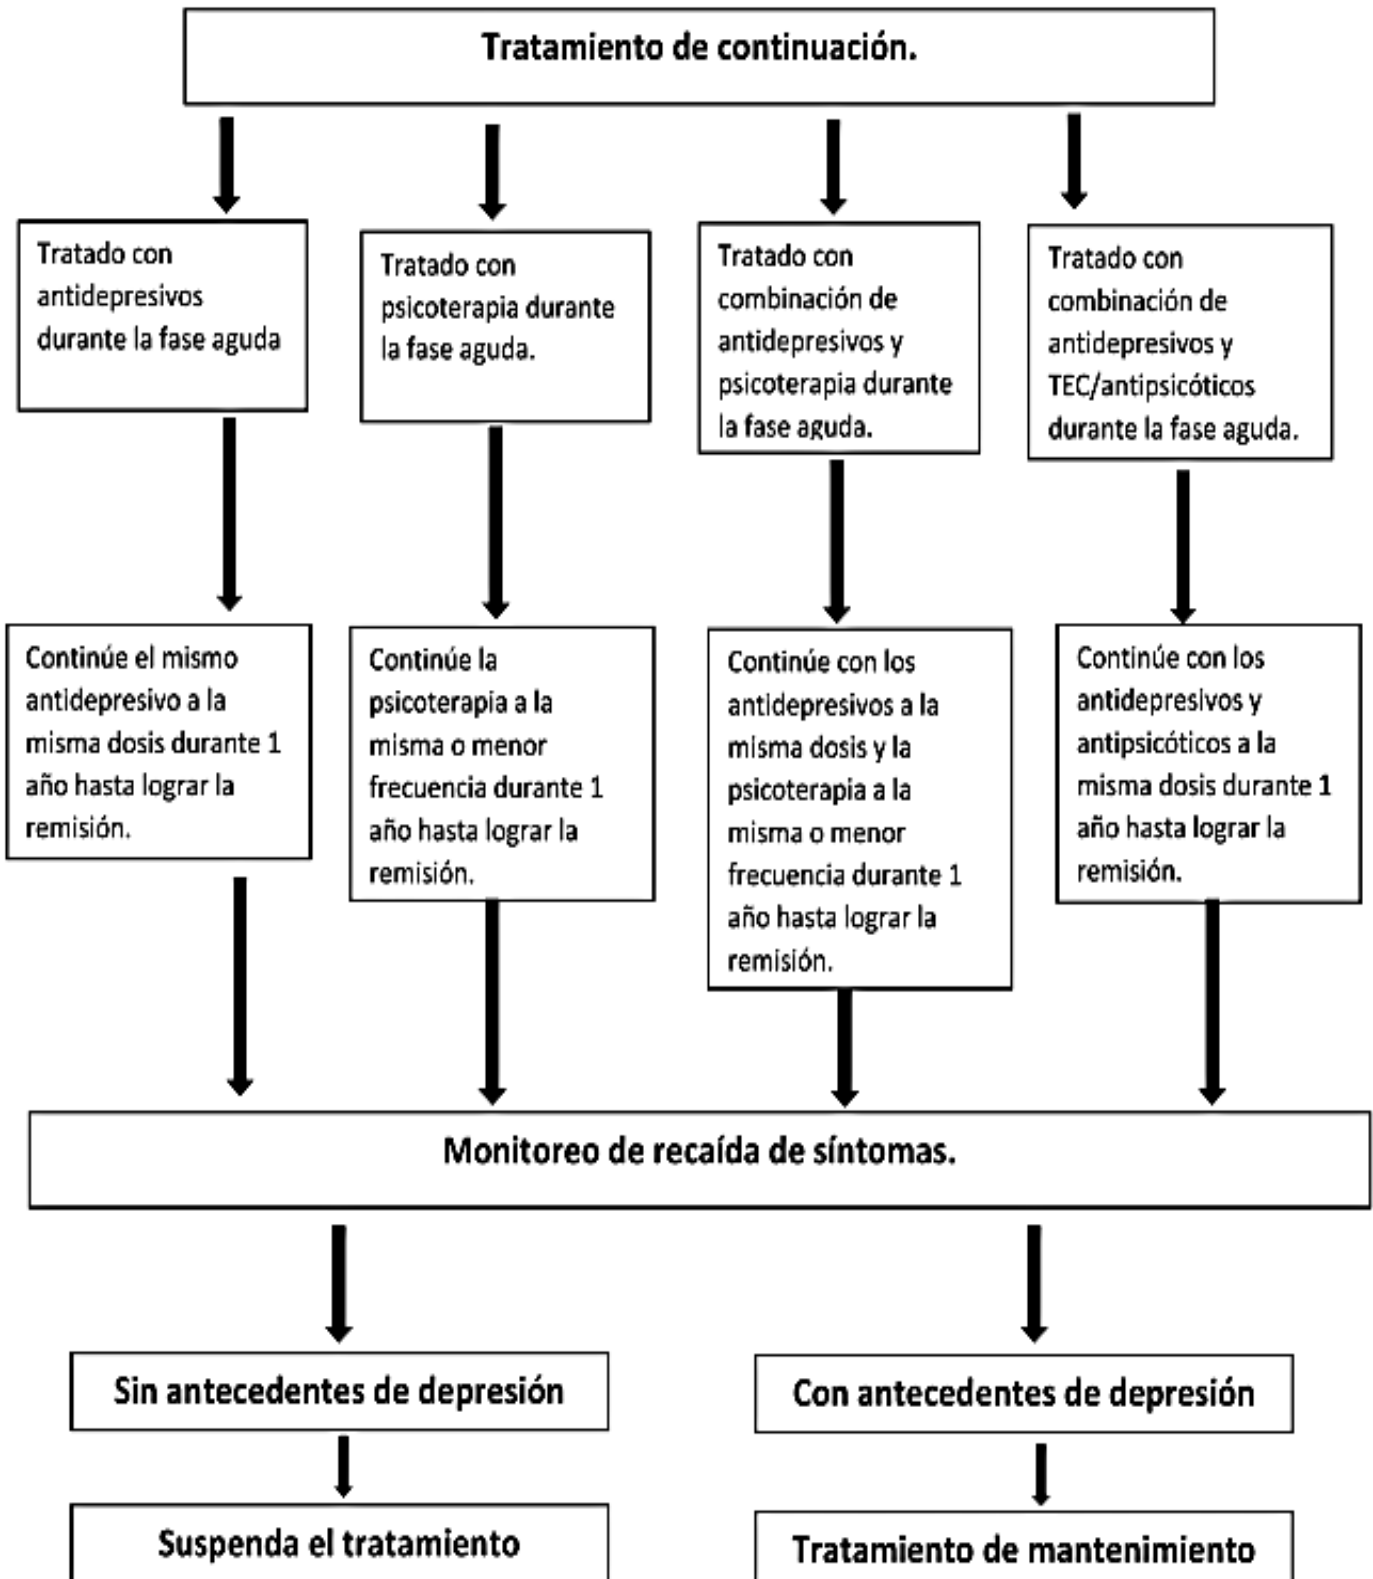 Tratamiento de continuación.
Tratado con
antidepresivos
durante la fase aguda
Tratado con
psicoterapia durante
la fase aguda.
Tratado con
combinación de
antidepresivos y
psicoterapia durante
la fase aguda.
Tratado con
combinación de
antidepresivos y
TEC/antipsicóticos
durante la fase aguda.
Continúe el mismo
antidepresivo a la
misma dosis durante 1
año hasta lograr la
remisión.
Continúe la
psicoterapia a la
misma o menor
frecuencia durante 1
año hasta lograr la
remisión.
Continúe con los
antidepresivos a la
misma dosis y la
psicoterapia a la
misma o menor
frecuencia durante 1
año hasta lograr la
remisión.
Continúe con los
antidepresivos y
antipsicóticos a la
misma dosis durante 1
año hasta lograr la
remisión.
Monitoreo de recaída de síntomas.
Sin antecedentes de depresión
Con antecedentes de depresión
Suspenda el tratamiento
Tratamiento de mantenimiento